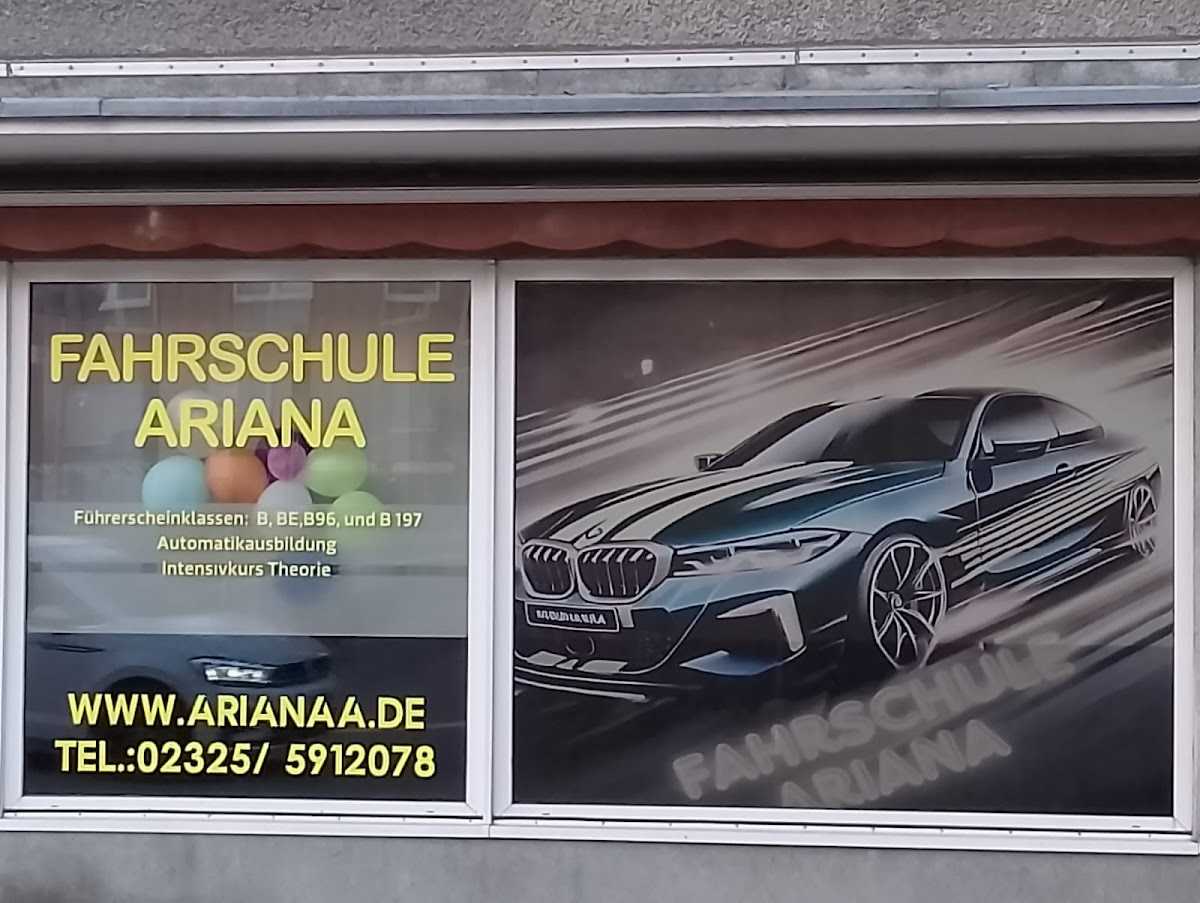 FAHRSCHULE
ARIANA
Führerscheinklassen: B, BE,B96, und B 197
Automatikausbildung
Intensivkurs Theorie
WWW.ARIANAA.DE
TEL.:02325/ 5912078
FAHRSCHULE
ARIANA